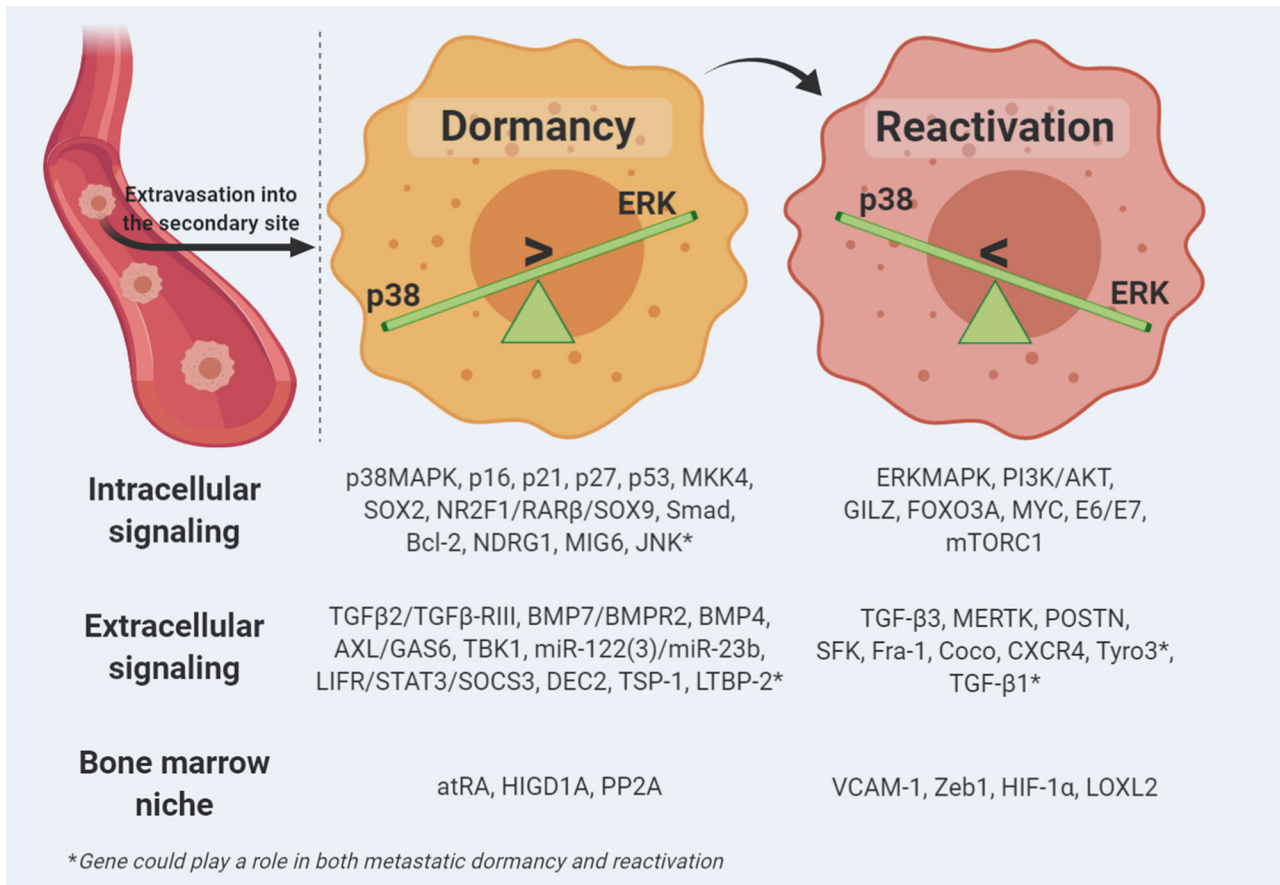 Extravasation into
the secondary site
Dormancy
ERK
>
p38
Reactivation
p38
<
ERK
Intracellular
signaling
p38MAPK, p16, p21, p27, p53, MKK4,
SOX2, NR2F1/RARβ/SOX9, Smad,
Bcl-2, NDRG1, MIG6, JNK*
ERKMAPK, PI3K/AKT,
GILZ, FOXO3A, MYC, E6/E7,
mTORC1
Extracellular
signaling
TGFβ2/TGFβ-RIII, BMP7/BMPR2, BMP4,
AXL/GAS6, TBK1, miR-122(3)/miR-23b,
LIFR/STAT3/SOCS3, DEC2, TSP-1, LTBP-2*
TGF-β3, MERTK, POSTN,
SFK, Fra-1, Coco, CXCR4, Tyro3*,
TGF-β1*
Bone marrow
niche
atRA, HIGD1A, PP2A
VCAM-1, Zeb1, HIF-1α, LOXL2
*Gene could play a role in both metastatic dormancy and reactivation